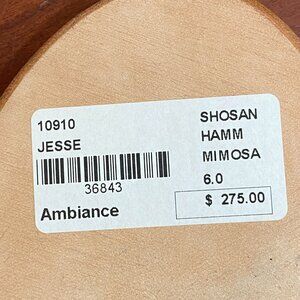 10910
JESSE
36843
Ambiance
SHOSAN
HAMM
MIMOSA
6.0
$ 275.00